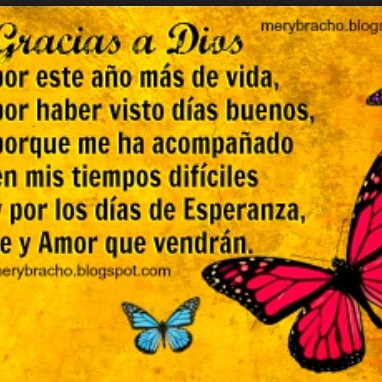 Gracias a Dios
merybracho.blogs
por este año más de vida,
por haber visto días buenos,
porque me ha acompañado
en mis tiempos difíciles
y por los días de Esperanza,
e y Amor que vendrán.
merybracho.blogspot.com